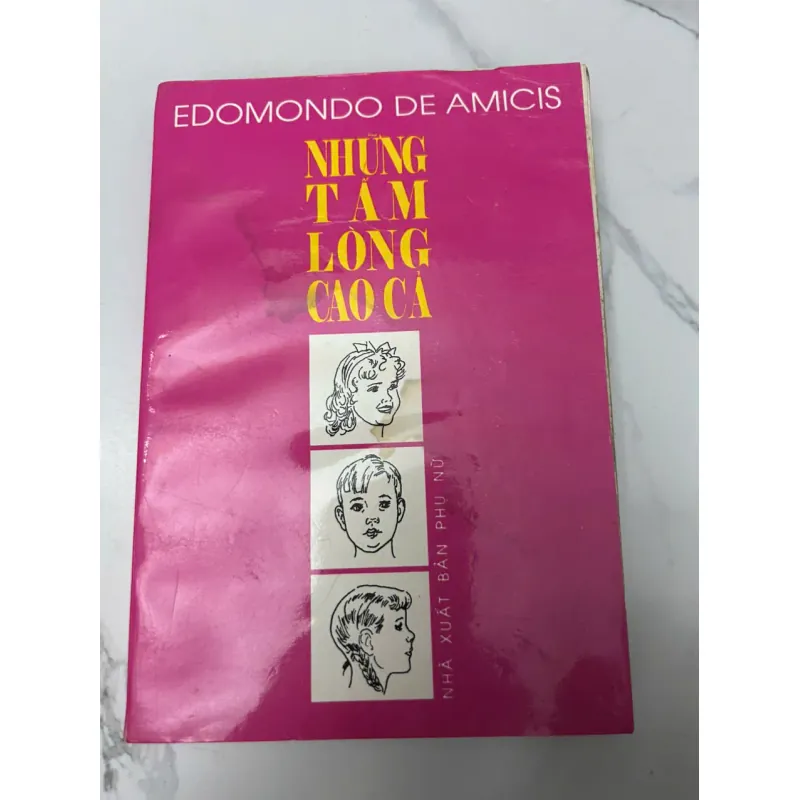 EDOMONDO DE AMICIS
NHỮNG
TẤM
LÒNG
CAO CẢ
NHÀ XUẤT BẢN PHỤ NỮ